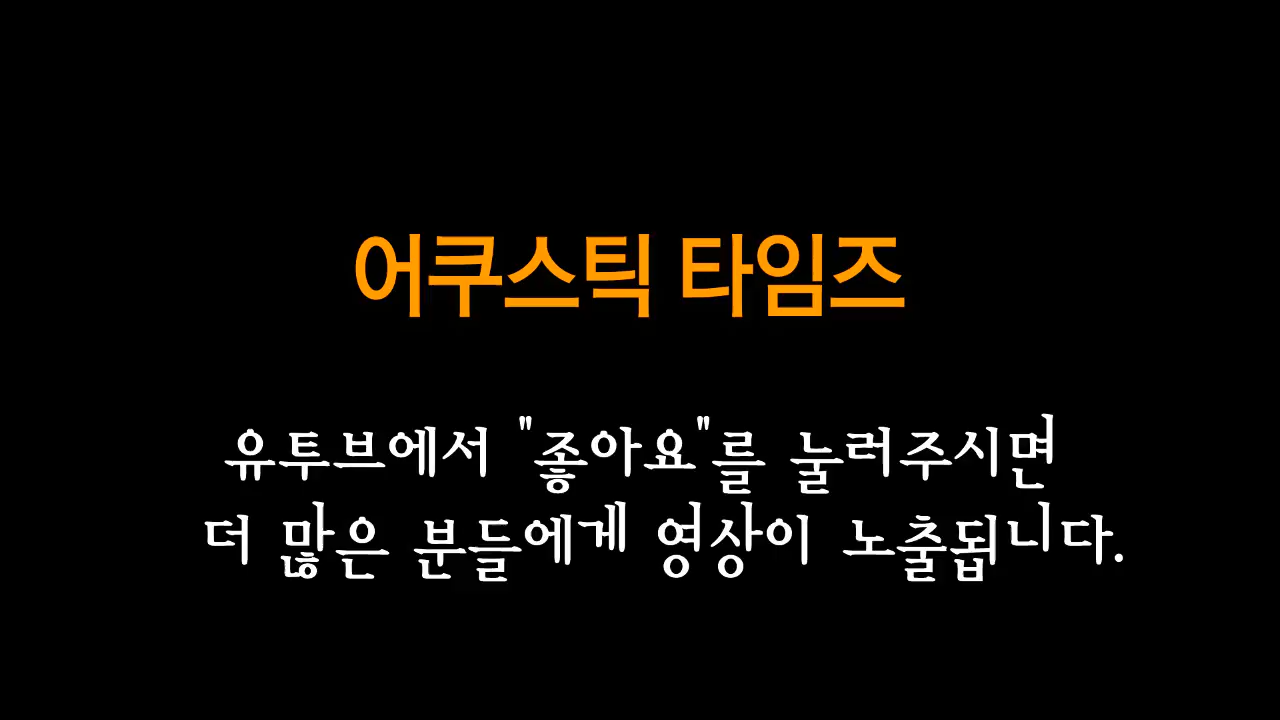 어쿠스틱 타임즈
유투브에서 "좋아요"를 눌러주시면
더 많은 분들에게 영상이 노출됩니다.